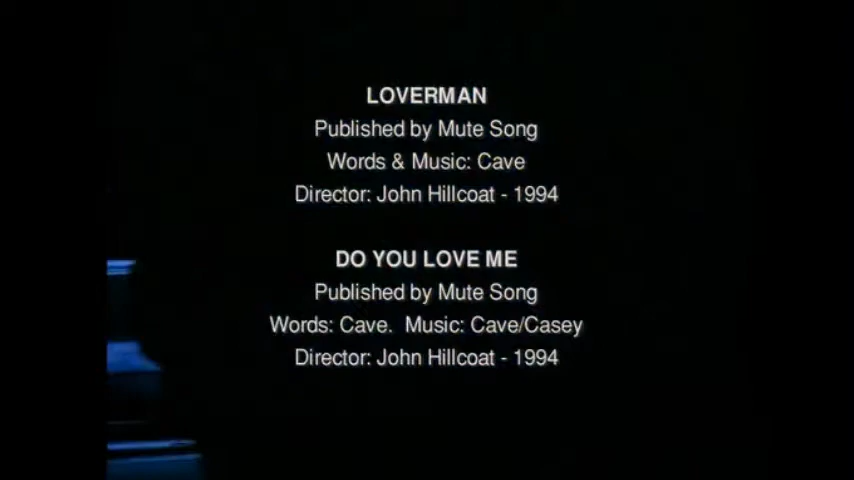 LOVERMAN
Published by Mute Song
Words & Music: Cave
Director: John Hillcoat - 1994
DO YOU LOVE ME
Published by Mute Song
Words: Cave.  Music: Cave/Casey
Director: John Hillcoat - 1994